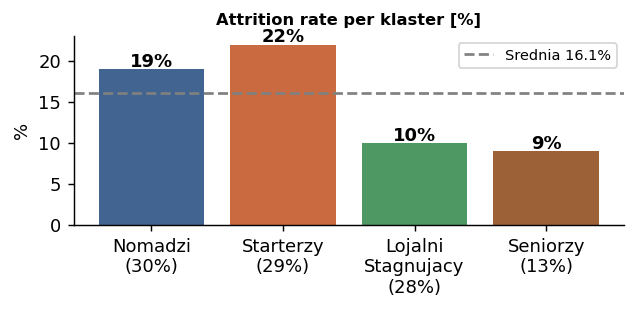 Attrition rate per klaster [%]
%
20
15
10
5
0
19%
22%
10%
9%
Srednia 16.1%
Nomadzi
(30%)
Starterzy
(29%)
Lojalni
Stagnujacy
(28%)
Seniorzy
(13%)